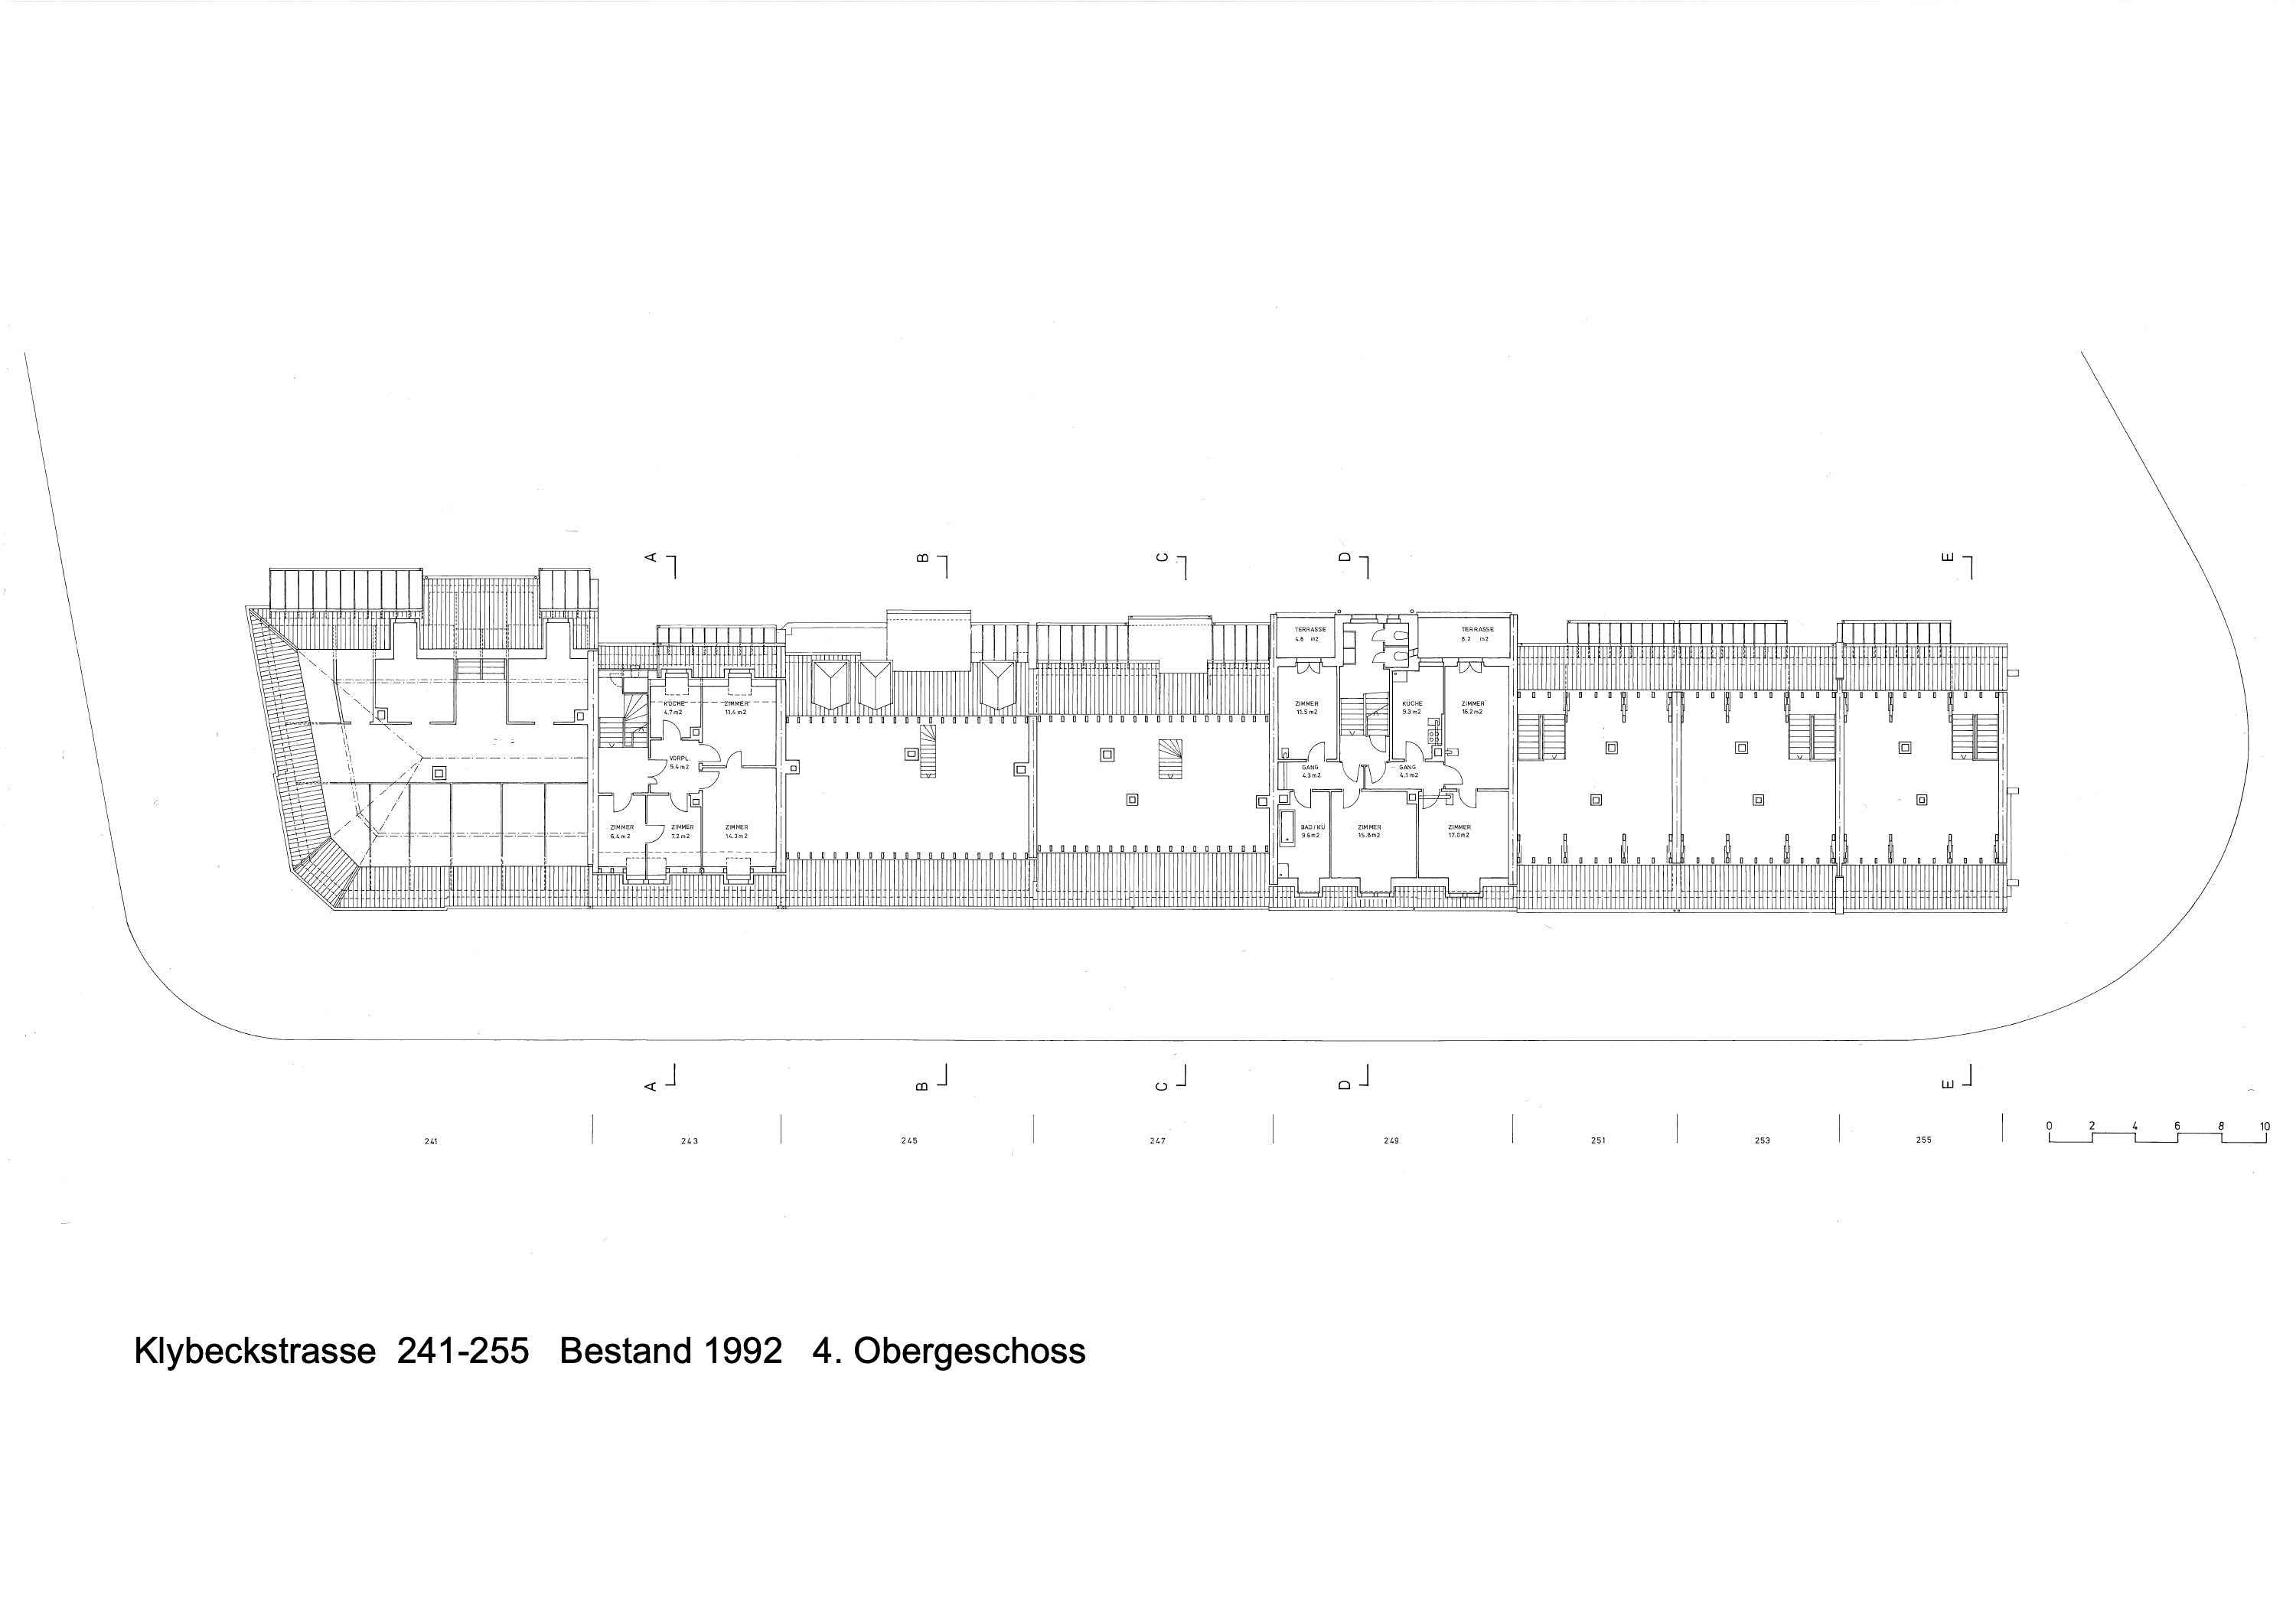 A B C D E
TERRASSE
4.8 m2
TERRASSE
8.2 m2
KÜCHE
4.7 m2
ZIMMER
11.4 m2
ZIMMER
11.5 m2
KÜCHE
9.3 m2
ZIMMER
16.2 m2
VORPL.
9.4 m2
GANG
4.3 m2
GANG
4.1 m2
ZIMMER
6.4 m2
ZIMMER
7.2 m2
ZIMMER
14.3 m2
BAD / KÜ
9.6 m2
ZIMMER
15.8 m2
ZIMMER
17.0 m2
A B C D E
241 243 245 247 249 251 253 255
0 2 4 6 8 10
Klybeckstrasse 241-255 Bestand 1992 4. Obergeschoss